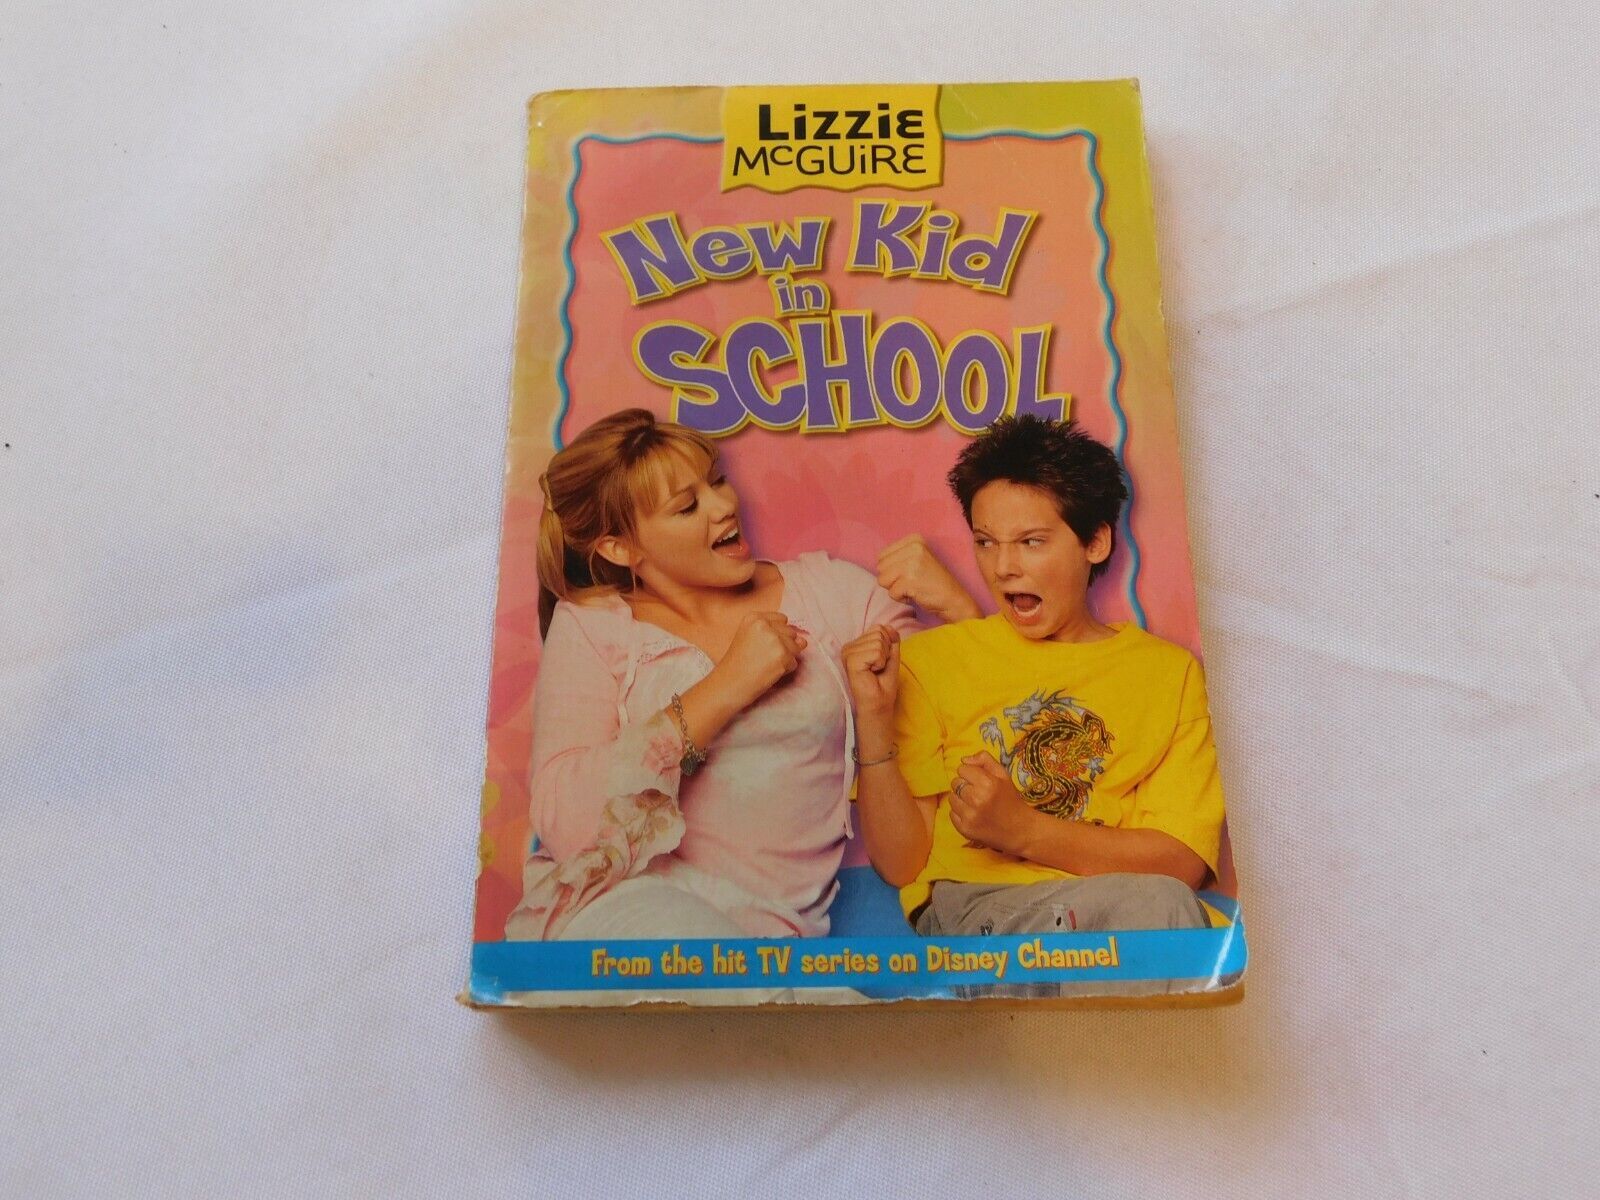 Lizzie
McGuire
New Kid
in
SCHOOL
From the hit TV series on Disney Channel